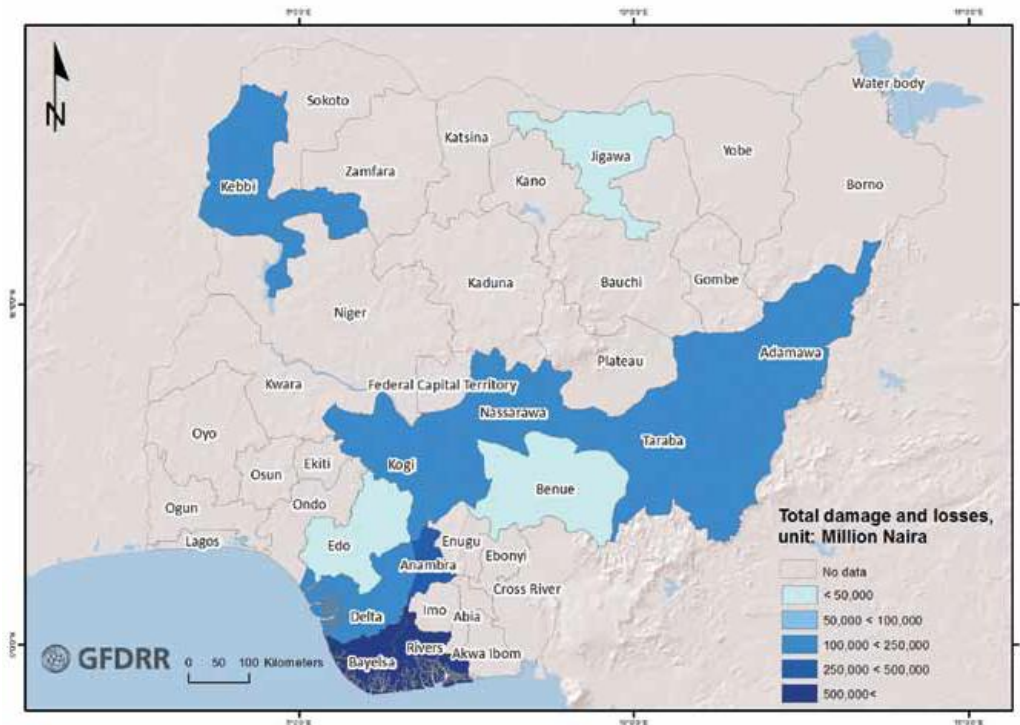 N
Sokoto
Katsina
Water body
Jigawa
Yobe
Zamfara
Kano
Borno
Kebbi
Kaduna
Bauchi
Gombe
Niger
Adamawa
Plateau
Kwara
Federal Capital Territory
Nassarawa
Oyo
Taraba
Kogi
Ekiti
Osun
Benue
Ogun
Ondo
Lagos
Edo
Enugu
Ebonyi
Anambra
Cross River
Delta
Imo
Abia
Rivers
Akwa Ibom
Bayelsa
Total damage and losses,
unit: Million Naira
No data
< 50,000
50,000 < 100,000
100,000 < 250,000
250,000 < 500,000
500,000<
GFDRR
0 50 100 Kilometers